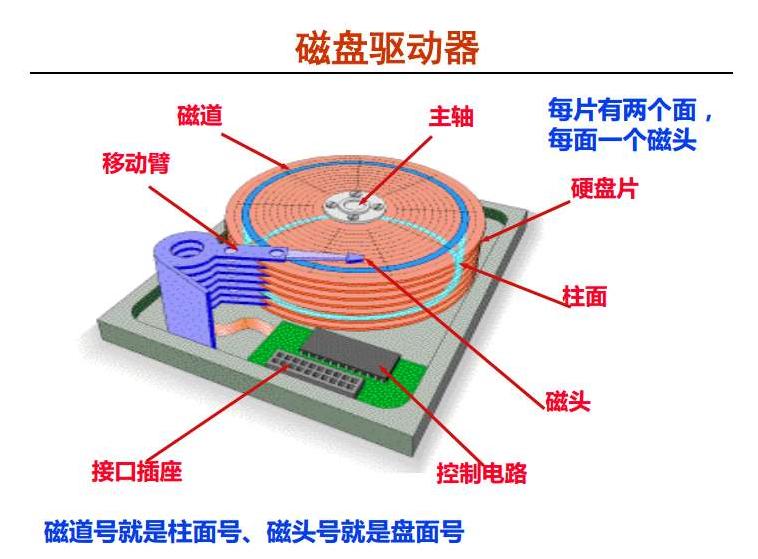 磁盘驱动器
磁道
主轴
每片有两个面，
每面一个磁头
移动臂
硬盘片
柱面
磁头
接口插座
控制电路
磁道号就是柱面号、磁头号就是盘面号